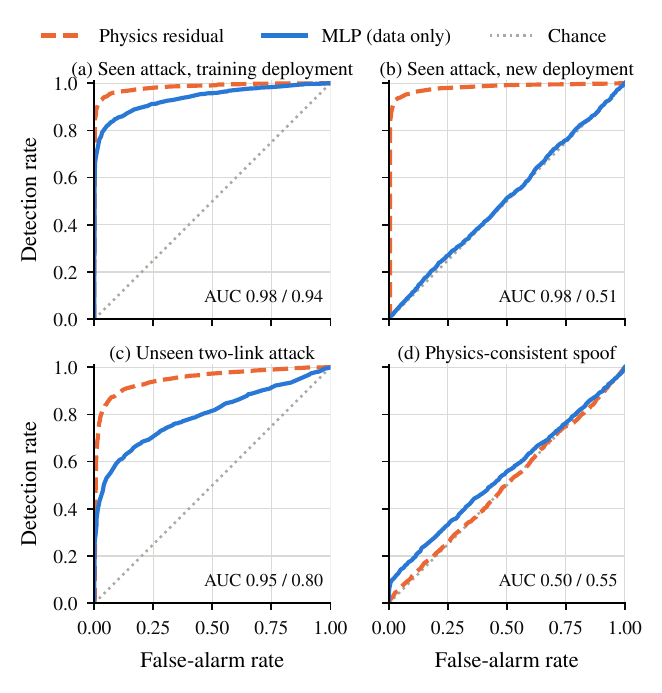 Physics residual MLP (data only) Chance
(a) Seen attack, training deployment
(b) Seen attack, new deployment
Detection rate
1.0
0.8
0.6
0.4
0.2
0.0
AUC 0.98 / 0.94
AUC 0.98 / 0.51
(c) Unseen two-link attack
(d) Physics-consistent spoof
Detection rate
1.0
0.8
0.6
0.4
0.2
0.0
AUC 0.95 / 0.80
AUC 0.50 / 0.55
0.00 0.25 0.50 0.75 1.00
0.00 0.25 0.50 0.75 1.00
False-alarm rate
False-alarm rate